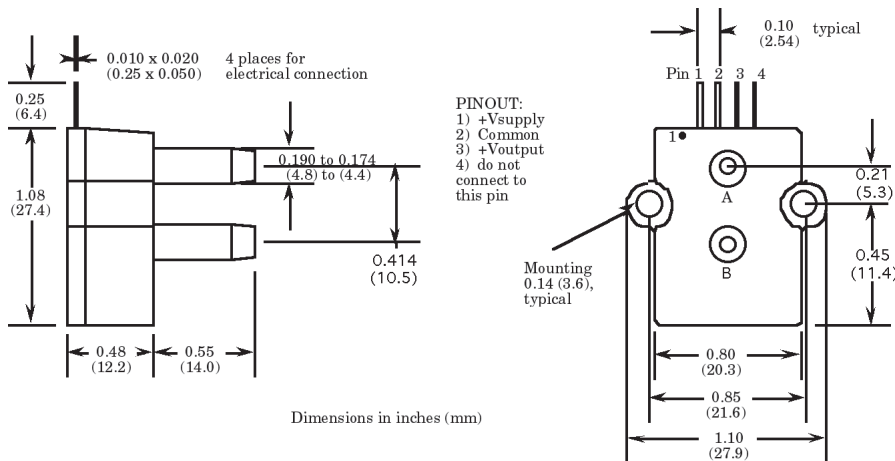 0.010 x 0.020
(0.25 x 0.050)
4 places for
electrical connection
0.25
(6.4)
1.08
(27.4)
0.190 to 0.174
(4.8) to (4.4)
0.414
(10.5)
0.48
(12.2)
0.55
(14.0)
Dimensions in inches (mm)
PINOUT:
1) +Vsupply
2) Common
3) +Voutput
4) do not
connect to
this pin
0.10
(2.54)
typical
Pin 1 2 3 4
1
A
B
0.21
(5.3)
0.45
(11.4)
Mounting
0.14 (3.6),
typical
0.80
(20.3)
0.85
(21.6)
1.10
(27.9)